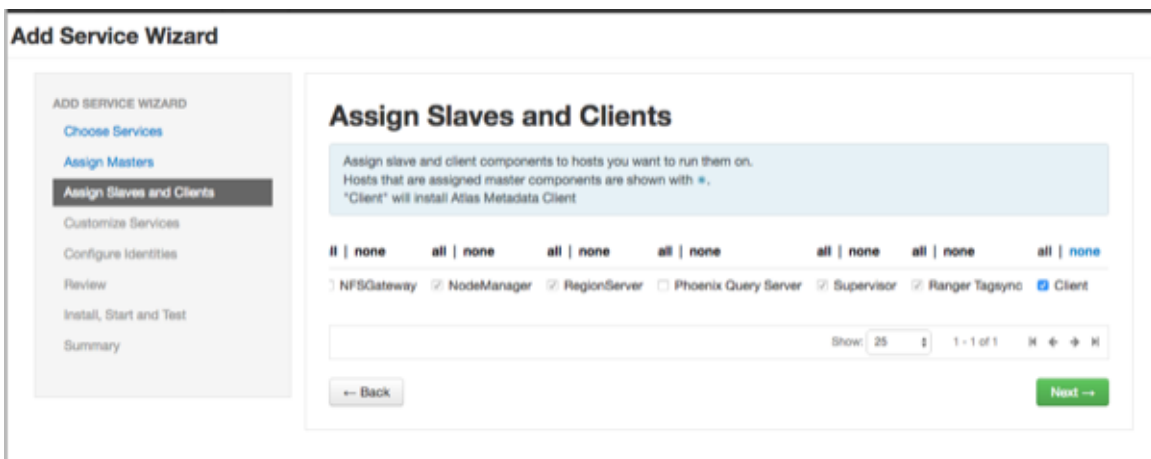 Add Service Wizard
ADD SERVICE WIZARD
Choose Services
Assign Masters
Assign Slaves and Clients
Customize Services
Configure Identities
Review
Install, Start and Test
Summary
Assign Slaves and Clients
Assign slave and client components to hosts you want to run them on.
Hosts that are assigned master components are shown with *.
"Client" will install Atlas Metadata Client
ll | none all | none all | none all | none all | none all | none all | none
NFSGateway NodeManager RegionServer Phoenix Query Server Supervisor Ranger Tagsync Client
Show: 25 1 - 1 of 1
← Back
Next →